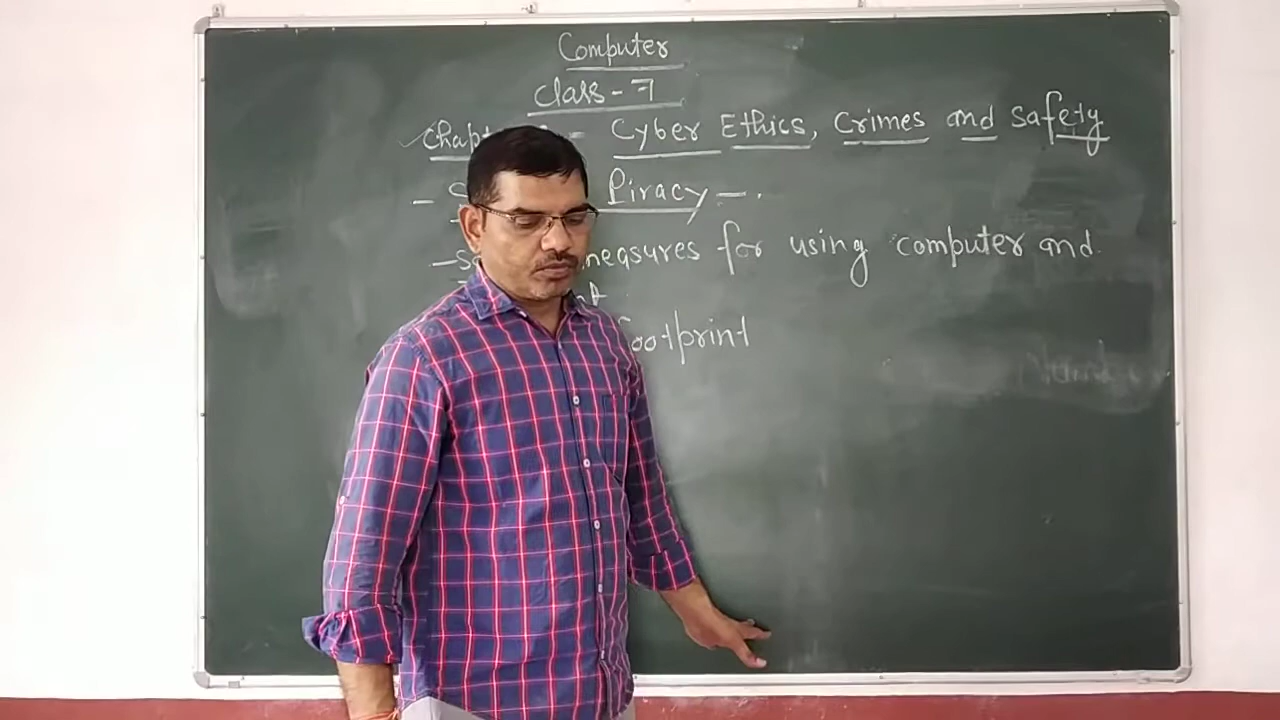 Computer
Class - 7
Cyber Ethics, Crimes and Safety
- Piracy -
- measures for using computer and
footprint